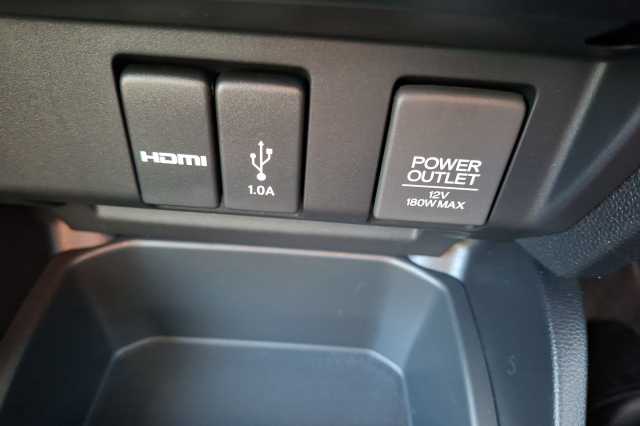 HDMI
1.0A
POWER
OUTLET
12V
180W MAX